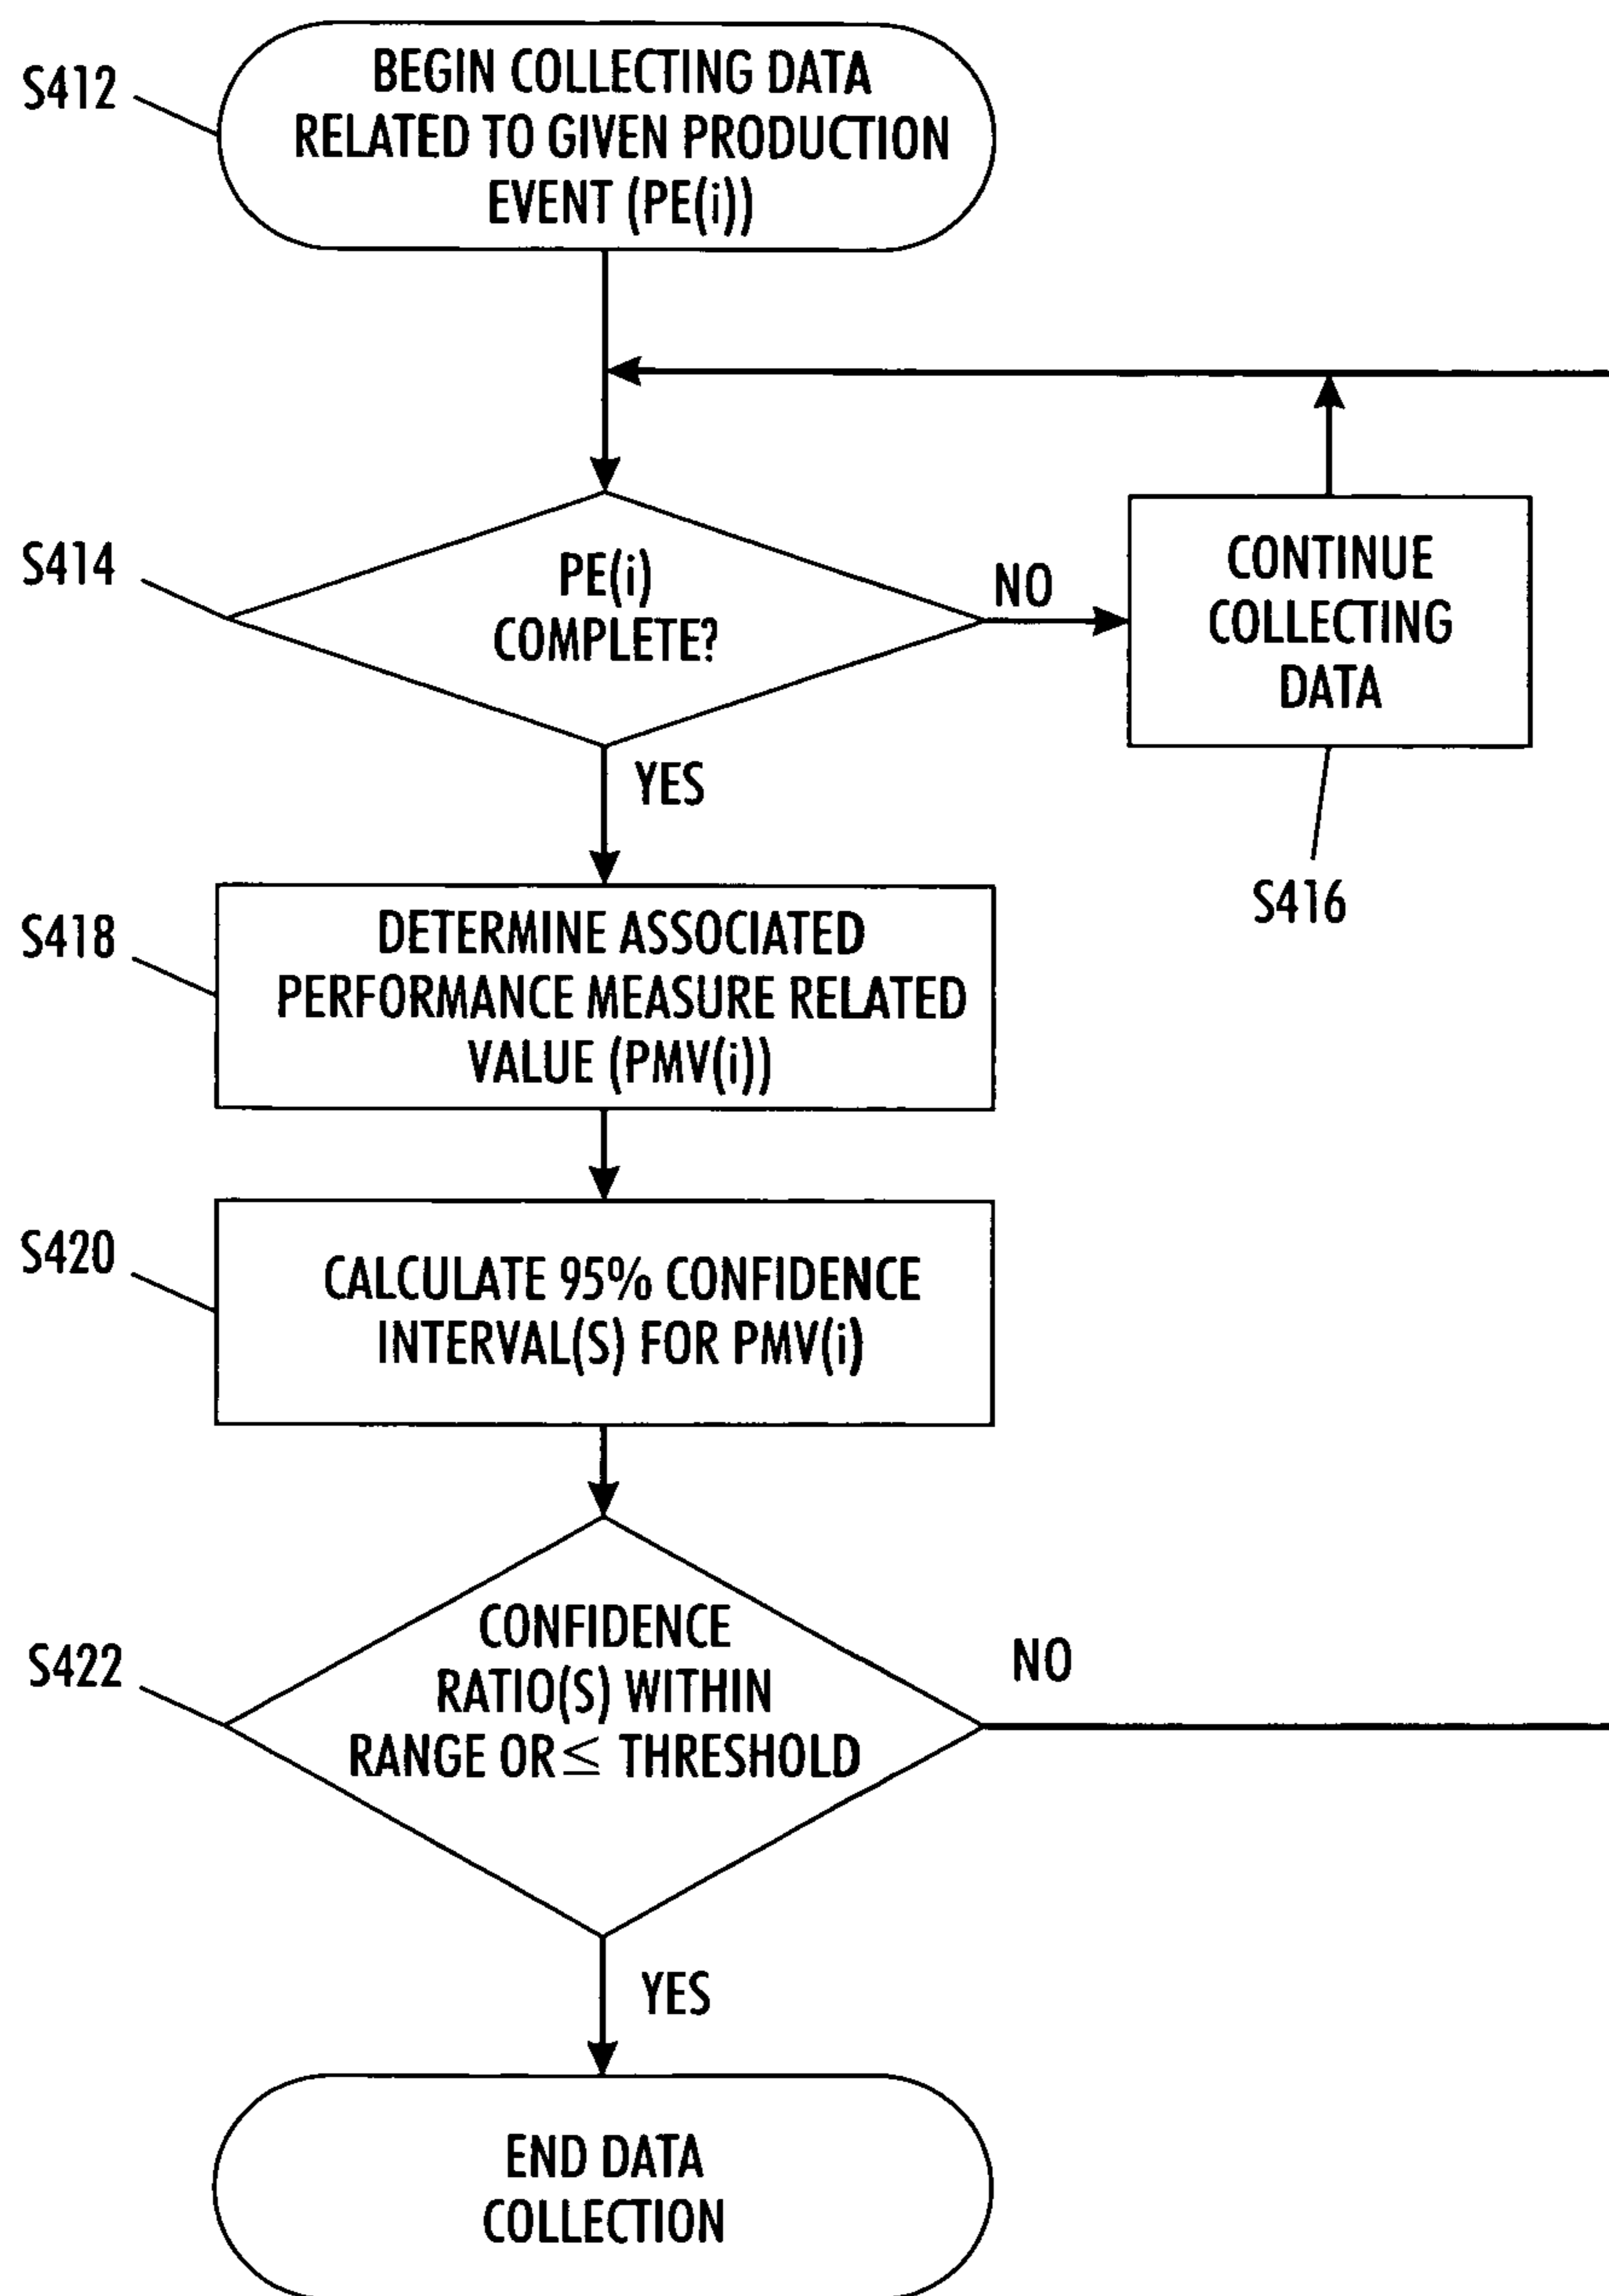 S412
BEGIN COLLECTING DATA
RELATED TO GIVEN PRODUCTION
EVENT (PE(i))
S414
PE(i)
COMPLETE?
NO
CONTINUE
COLLECTING
DATA
S416
YES
S418
DETERMINE ASSOCIATED
PERFORMANCE MEASURE RELATED
VALUE (PMV(i))
S420
CALCULATE 95% CONFIDENCE
INTERVAL(S) FOR PMV(i)
S422
CONFIDENCE
RATIO(S) WITHIN
RANGE OR ≤ THRESHOLD
NO
YES
END DATA
COLLECTION